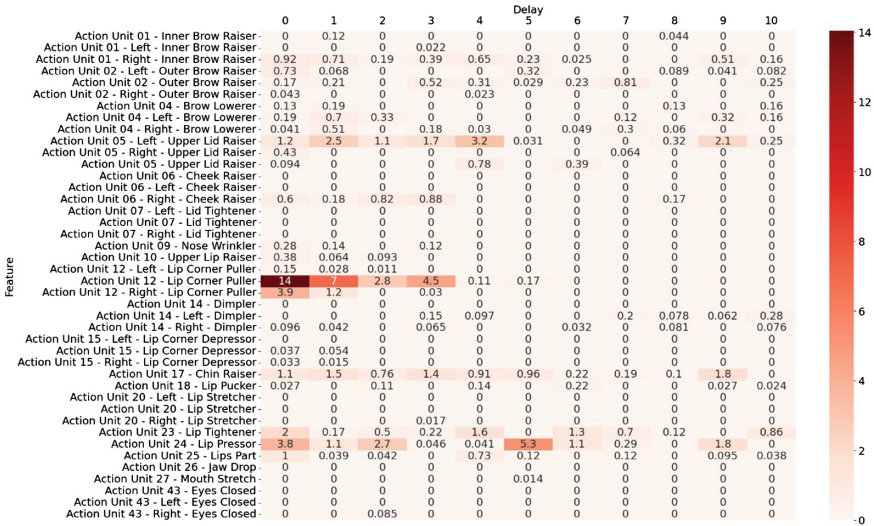 Delay
0 1 2 3 4 5 6 7 8 9 10
Feature
Action Unit 01 - Inner Brow Raiser 0 0.12 0 0 0 0 0 0 0.044 0 0
Action Unit 01 - Left - Inner Brow Raiser 0 0 0 0.022 0 0 0 0 0 0 0
Action Unit 01 - Right - Inner Brow Raiser 0.92 0.71 0.19 0.39 0.65 0.23 0.025 0 0 0.51 0.16
Action Unit 02 - Left - Outer Brow Raiser 0.73 0.068 0 0 0 0.32 0 0 0.089 0.041 0.082
Action Unit 02 - Outer Brow Raiser 0.17 0.21 0 0.52 0.31 0.029 0.23 0.81 0 0 0.25
Action Unit 02 - Right - Outer Brow Raiser 0.043 0 0 0 0.023 0 0 0 0 0 0
Action Unit 04 - Brow Lowerer 0.13 0.19 0 0 0 0 0 0 0.13 0 0.16
Action Unit 04 - Left - Brow Lowerer 0.19 0.7 0.33 0 0 0 0 0.12 0 0.32 0.16
Action Unit 04 - Right - Brow Lowerer 0.041 0.51 0 0.18 0.03 0 0.049 0.3 0.06 0 0
Action Unit 05 - Left - Upper Lid Raiser 1.2 2.5 1.1 1.7 3.2 0.031 0 0 0.32 2.1 0.25
Action Unit 05 - Right - Upper Lid Raiser 0.43 0 0 0 0 0 0 0.064 0 0 0
Action Unit 05 - Upper Lid Raiser 0.094 0 0 0 0.78 0 0.39 0 0 0 0
Action Unit 06 - Cheek Raiser 0 0 0 0 0 0 0 0 0 0 0
Action Unit 06 - Left - Cheek Raiser 0 0 0 0 0 0 0 0 0 0 0
Action Unit 06 - Right - Cheek Raiser 0.6 0.18 0.82 0.88 0 0 0 0 0.17 0 0
Action Unit 07 - Left - Lid Tightener 0 0 0 0 0 0 0 0 0 0 0
Action Unit 07 - Lid Tightener 0 0 0 0 0 0 0 0 0 0 0
Action Unit 07 - Right - Lid Tightener 0 0 0 0 0 0 0 0 0 0 0
Action Unit 09 - Nose Wrinkler 0.28 0.14 0 0.12 0 0 0 0 0 0 0
Action Unit 10 - Upper Lip Raiser 0.38 0.064 0.093 0 0 0 0 0 0 0 0
Action Unit 12 - Left - Lip Corner Puller 0.15 0.028 0.011 0 0 0 0 0 0 0 0
Action Unit 12 - Lip Corner Puller 14 7 2.8 4.5 0.11 0.17 0 0 0 0 0
Action Unit 12 - Right - Lip Corner Puller 3.9 1.2 0 0.03 0 0 0 0 0 0 0
Action Unit 14 - Dimpler 0 0 0 0 0 0 0 0 0 0 0
Action Unit 14 - Left - Dimpler 0 0 0 0.15 0.097 0 0 0.2 0.078 0.062 0.28
Action Unit 14 - Right - Dimpler 0.096 0.042 0 0.065 0 0 0.032 0 0.081 0 0.076
Action Unit 15 - Left - Lip Corner Depressor 0 0 0 0 0 0 0 0 0 0 0
Action Unit 15 - Lip Corner Depressor 0.037 0.054 0 0 0 0 0 0 0 0 0
Action Unit 15 - Right - Lip Corner Depressor 0.033 0.015 0 0 0 0 0 0 0 0 0
Action Unit 17 - Chin Raiser 1.1 1.5 0.76 1.4 0.91 0.96 0.22 0.19 0.1 1.8 0
Action Unit 18 - Lip Pucker 0.027 0 0.11 0 0.14 0 0.22 0 0 0.027 0.024
Action Unit 20 - Left - Lip Stretcher 0 0 0 0 0 0 0 0 0 0 0
Action Unit 20 - Lip Stretcher 0 0 0 0 0 0 0 0 0 0 0
Action Unit 20 - Right - Lip Stretcher 0 0 0 0.017 0 0 0 0 0 0 0
Action Unit 23 - Lip Tightener 2 0.17 0.5 0.22 1.6 0 1.3 0.7 0.12 0 0.86
Action Unit 24 - Lip Pressor 3.8 1.1 2.7 0.046 0.041 5.3 1.1 0.29 0 1.8 0
Action Unit 25 - Lips Part 1 0.039 0.042 0 0.73 0.12 0 0.12 0 0.095 0.038
Action Unit 26 - Jaw Drop 0 0 0 0 0 0 0 0 0 0 0
Action Unit 27 - Mouth Stretch 0 0 0 0 0 0.014 0 0 0 0 0
Action Unit 43 - Eyes Closed 0 0 0 0 0 0 0 0 0 0 0
Action Unit 43 - Left - Eyes Closed 0 0 0 0 0 0 0 0 0 0 0
Action Unit 43 - Right - Eyes Closed 0 0 0.085 0 0 0 0 0 0 0 0
14
12
10
8
6
4
2
0